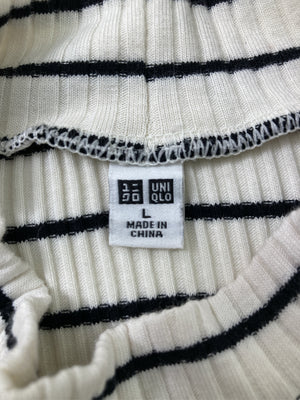 ユニ UNI
クロ QLO
L
MADE IN
CHINA